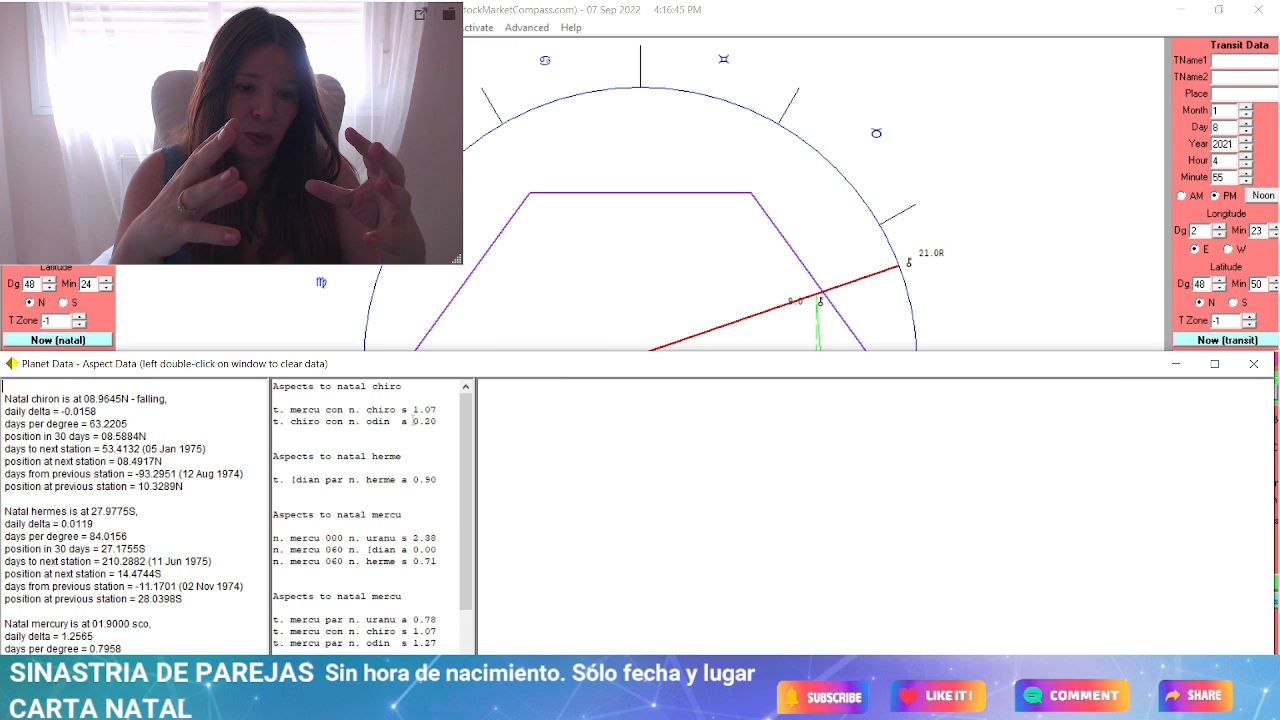 tockMarketCompass.com) - 07 Sep 2022 4:16:45 PM
ctivate Advanced Help
♋ ♊
♉
♍
⚷ 21.0R
9.0 ⚷
Latitude
Dg 48 Min 24
N S
T Zone -1
Now (natal)
Transit Data
TName1
TName2
Place
Month 1
Day 8
Year 2021
Hour 4
Minute 55
AM PM Noon
Longitude
Dg 2 Min 23
E W
Latitude
Dg 48 Min 50
N S
T Zone -1
Now (transit)
Planet Data - Aspect Data (left double-click on window to clear data)
Natal chiron is at 08.9645N - falling,
daily delta = -0.0158
days per degree = 63.2205
position in 30 days = 08.5884N
days to next station = 53.4132 (05 Jan 1975)
position at next station = 08.4917N
days from previous station = -93.2951 (12 Aug 1974)
position at previous station = 10.3289N
Natal hermes is at 27.9775S,
daily delta = 0.0119
days per degree = 84.0156
position in 30 days = 27.1755S
days to next station = 210.2882 (11 Jun 1975)
position at next station = 14.4744S
days from previous station = -11.1701 (02 Nov 1974)
position at previous station = 28.0398S
Natal mercury is at 01.9000 sco,
daily delta = 1.2565
days per degree = 0.7958
Aspects to natal chiro
t. mercu con n. chiro s 1.07
t. chiro con n. odin a 0.20
Aspects to natal herme
t. [dian par n. herme a 0.90
Aspects to natal mercu
n. mercu 000 n. uranu s 2.38
n. mercu 060 n. [dian a 0.00
n. mercu 060 n. herme s 0.71
Aspects to natal mercu
t. mercu par n. uranu a 0.78
t. mercu con n. chiro s 1.07
t. mercu par n. odin s 1.27
SINASTRIA DE PAREJAS Sin hora de nacimiento. Sólo fecha y lugar
CARTA NATAL
SUBSCRIBE
LIKE IT!
COMMENT
SHARE